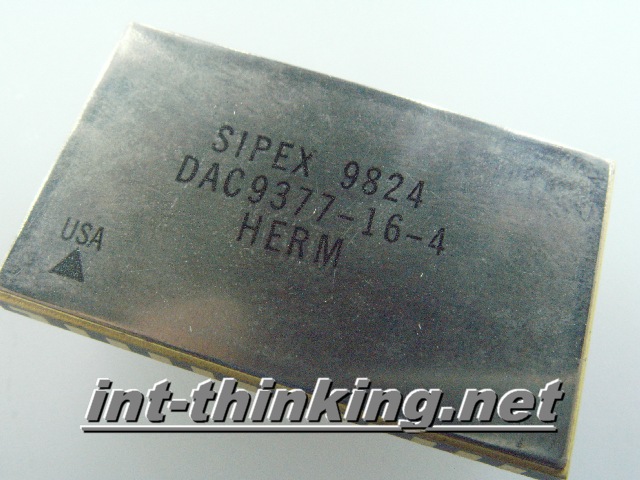 SIPEX 9824
DAC9377-16-4
HERM
USA
int-thinking.net